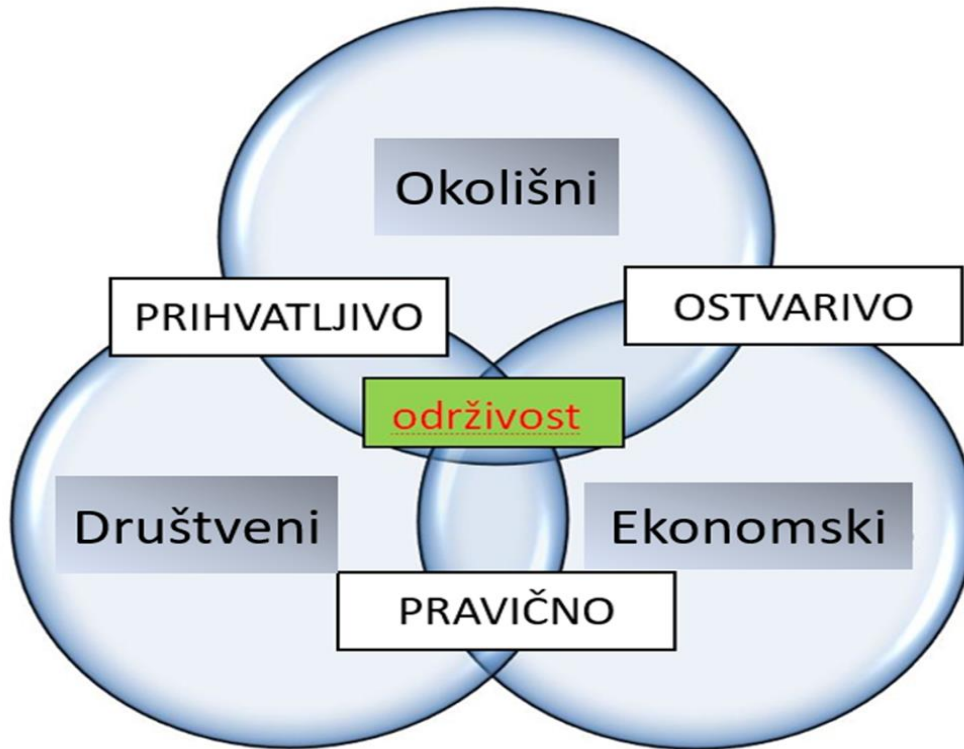 Okolišni
PRIHVATLJIVO
OSTVARIVO
održivost
Društveni
Ekonomski
PRAVIČNO